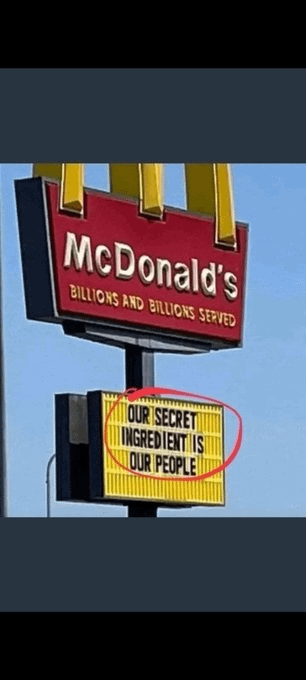 McDonald's
BILLIONS AND BILLIONS SERVED
OUR SECRET
INGREDIENT IS
OUR PEOPLE